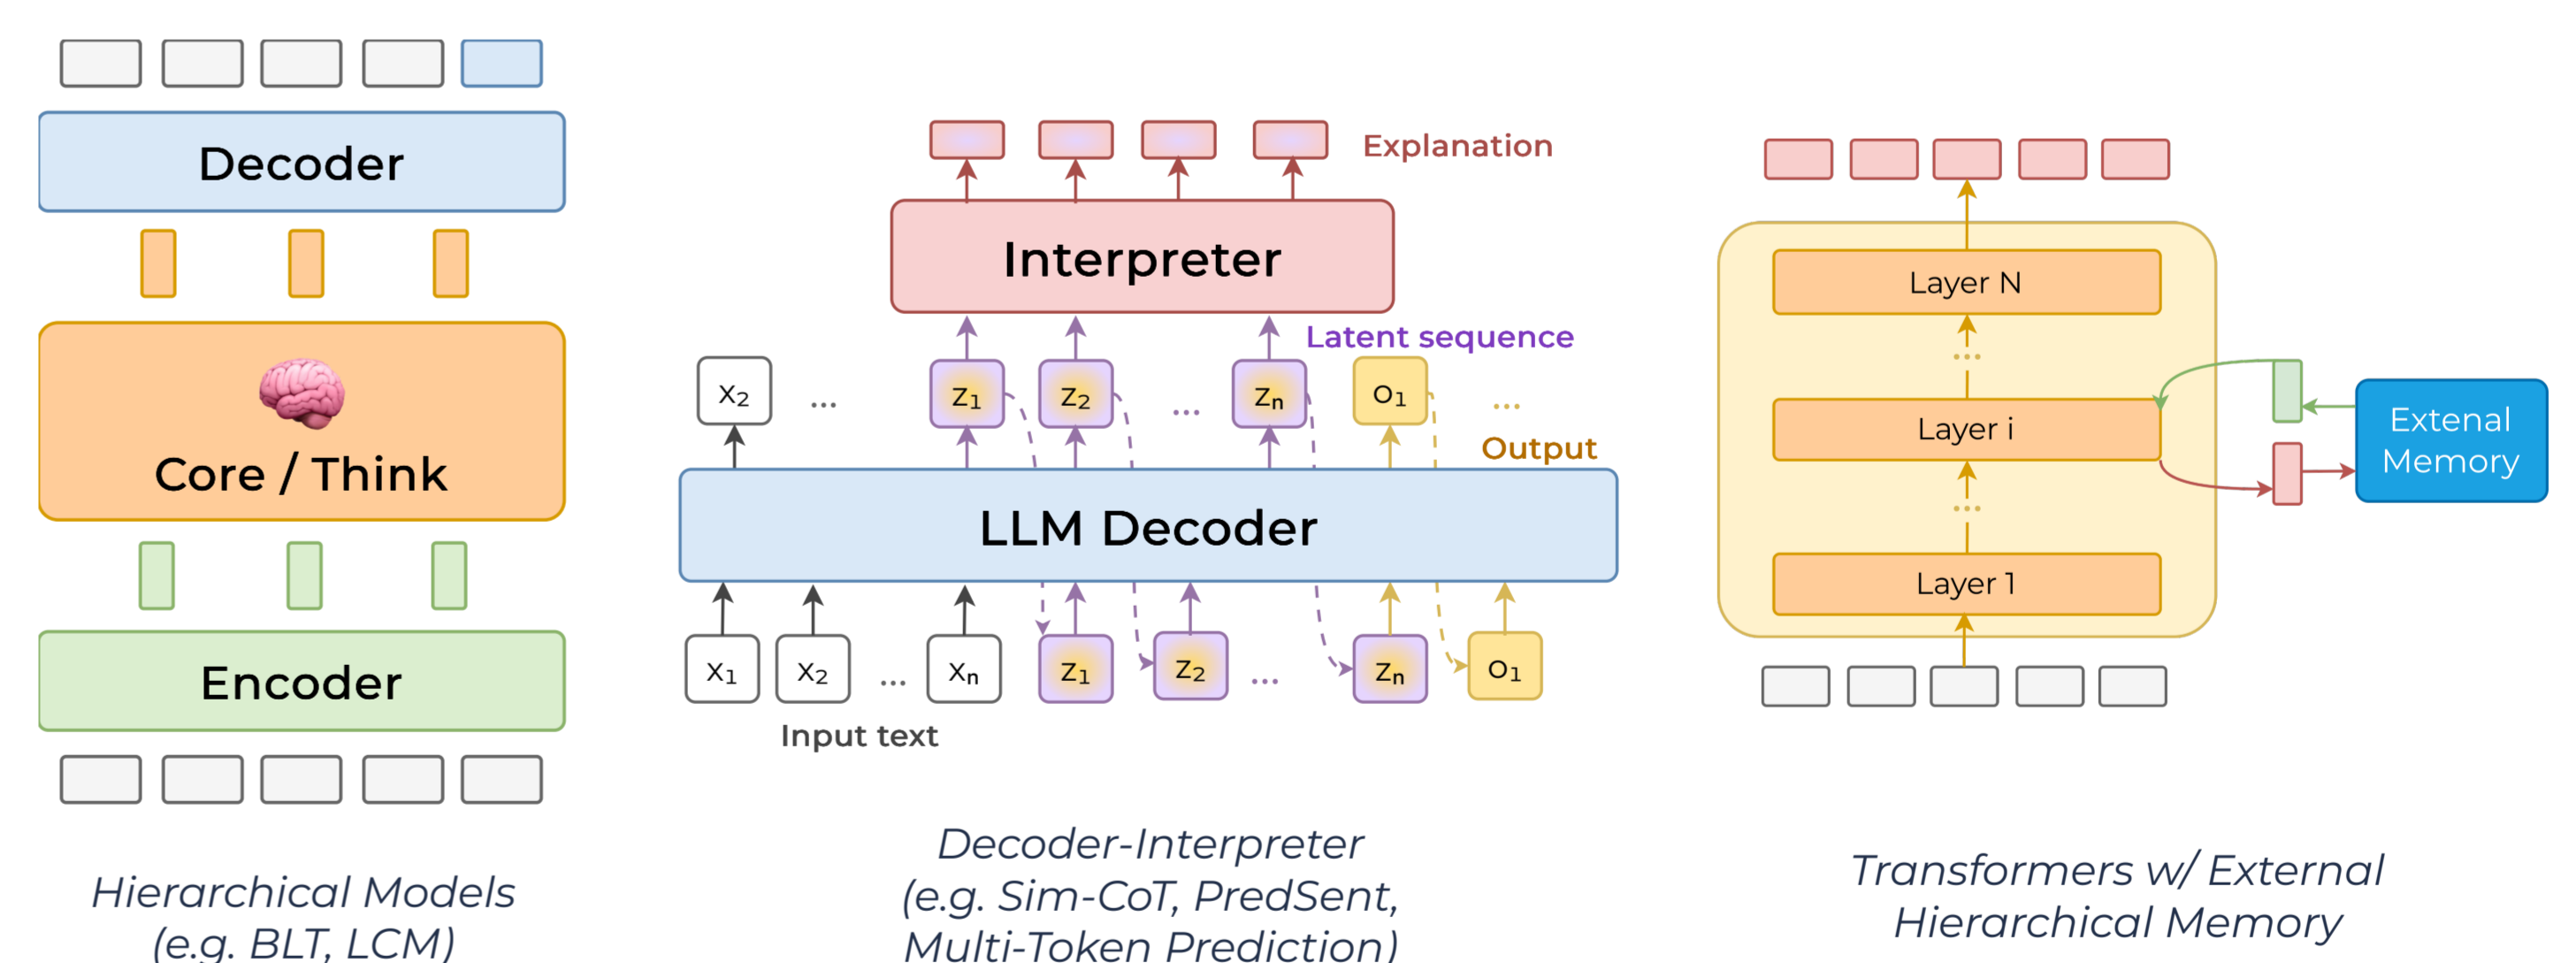 Decoder
Core / Think
Encoder
Hierarchical Models
(e.g. BLT, LCM)
Explanation
Interpreter
Latent sequence
x₂ ... z₁ z₂ ... zₙ o₁ ...
Output
LLM Decoder
x₁ x₂ ... xₙ z₁ z₂ ... zₙ o₁
Input text
Decoder-Interpreter
(e.g. Sim-CoT, PredSent,
Multi-Token Prediction)
Layer N
...
Layer i
...
Layer 1
Extenal
Memory
Transformers w/ External
Hierarchical Memory